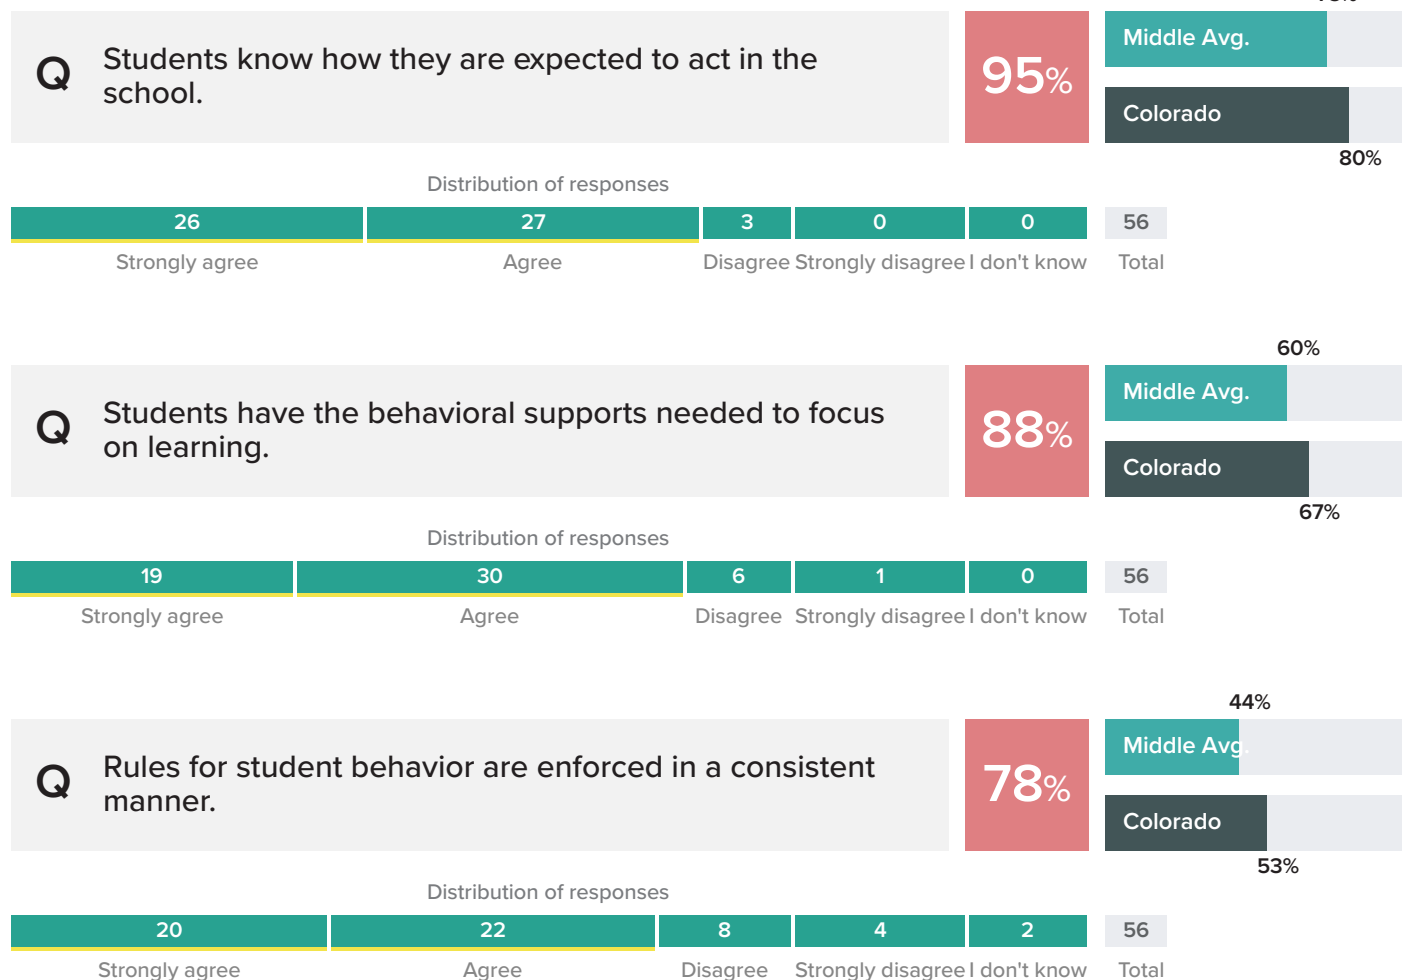 Q Students know how they are expected to act in the
school.
95%
Middle Avg.
Colorado
80%
Distribution of responses
26 27 3 0 0 56
Strongly agree Agree Disagree Strongly disagree I don't know Total
60%
Q Students have the behavioral supports needed to focus
on learning.
88%
Middle Avg.
Colorado
67%
Distribution of responses
19 30 6 1 0 56
Strongly agree Agree Disagree Strongly disagree I don't know Total
44%
Q Rules for student behavior are enforced in a consistent
manner.
78%
Middle Avg.
Colorado
53%
Distribution of responses
20 22 8 4 2 56
Strongly agree Agree Disagree Strongly disagree I don't know Total